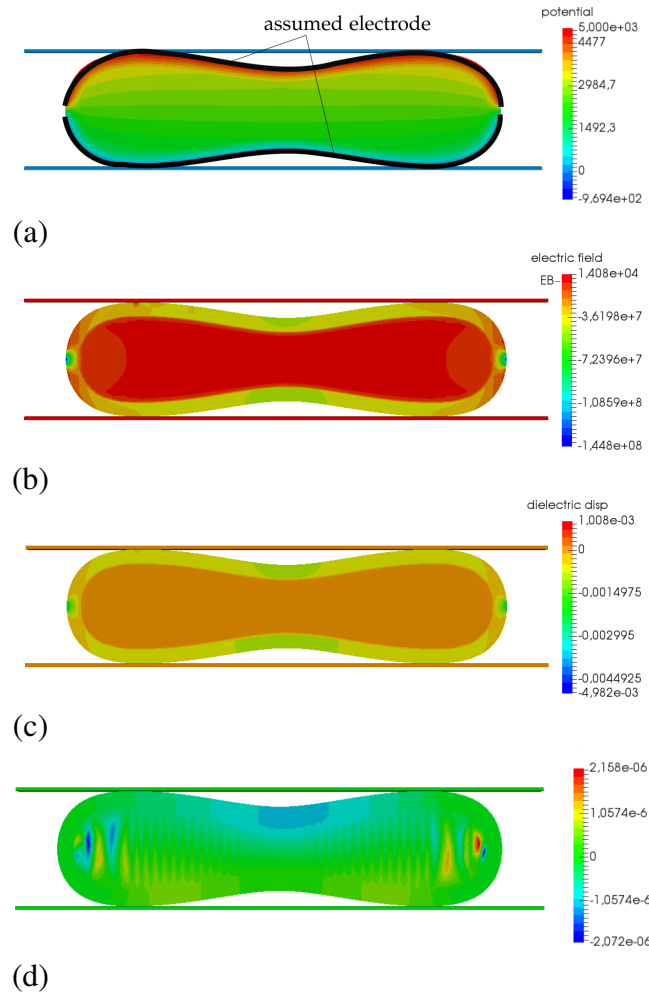 potential
assumed electrode
5,000e+03
4477
2984,7
1492,3
0
-9,694e+02
(a)
electric field
EB
1,408e+04
-3,6198e+7
-7,2396e+7
-1,0859e+8
-1,448e+08
(b)
dielectric disp
1,008e-03
0
-0,0014975
-0,002995
-0,0044925
-4,982e-03
(c)
2,158e-06
1,0574e-6
0
-1,0574e-6
-2,072e-06
(d)